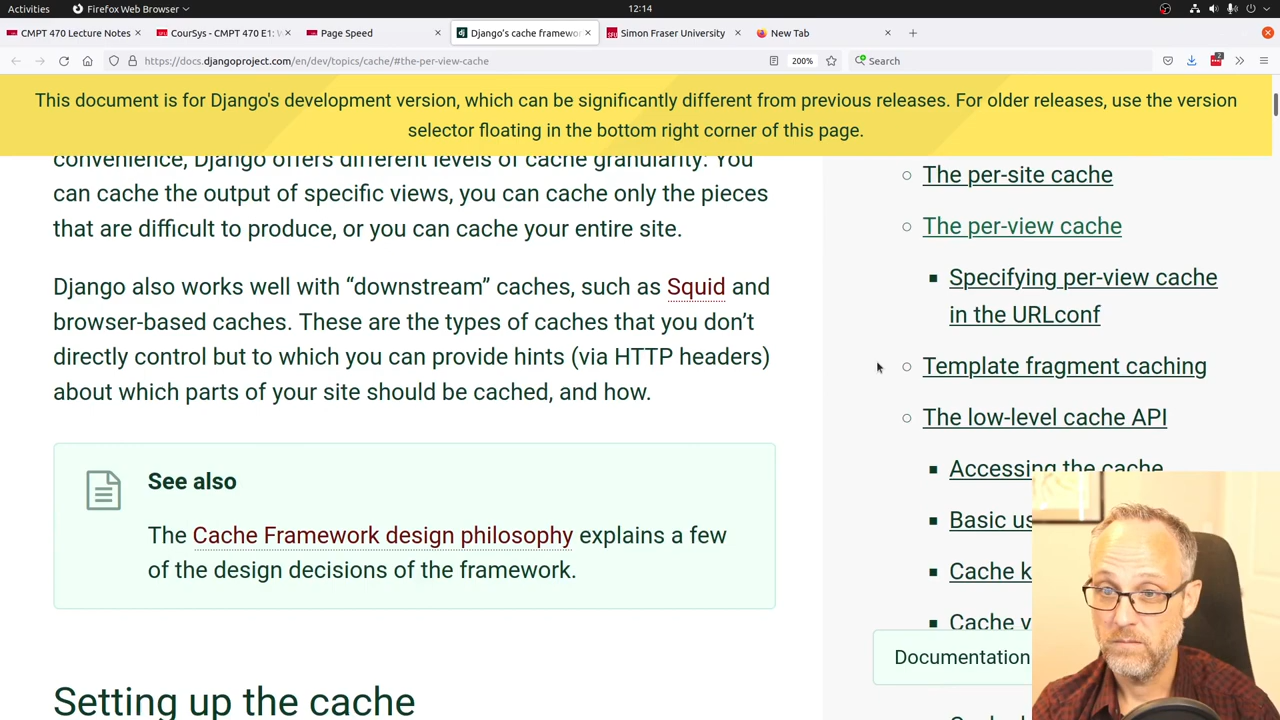 Activities
Firefox Web Browser
12:14
CMPT 470 Lecture Notes
CourSys - CMPT 470 E1: W
Page Speed
Django's cache framewor
Simon Fraser University
New Tab
https://docs.djangoproject.com/en/dev/topics/cache/#the-per-view-cache
200%
Search
2
This document is for Django's development version, which can be significantly different from previous releases. For older releases, use the version
selector floating in the bottom right corner of this page.
convenience, Django offers different levels of cache granularity: You
can cache the output of specific views, you can cache only the pieces
that are difficult to produce, or you can cache your entire site.
Django also works well with “downstream” caches, such as Squid and
browser-based caches. These are the types of caches that you don’t
directly control but to which you can provide hints (via HTTP headers)
about which parts of your site should be cached, and how.
See also
The Cache Framework design philosophy explains a few
of the design decisions of the framework.
Setting up the cache
The per-site cache
The per-view cache
Specifying per-view cache
in the URLconf
Template fragment caching
The low-level cache API
Accessing the cache
Basic us
Cache k
Cache v
Documentation